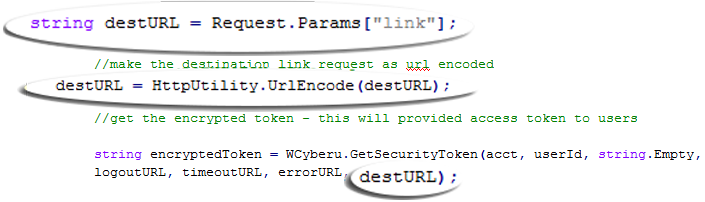 string destURL = Request.Params["link"];
//make the destination link request as url encoded
destURL = HttpUtility.UrlEncode(destURL);
//get the encrypted token - this will provided access token to users
string encryptedToken = WCyberu.GetSecurityToken(acct, userId, string.Empty,
logoutURL, timeoutURL, errorURL, destURL);